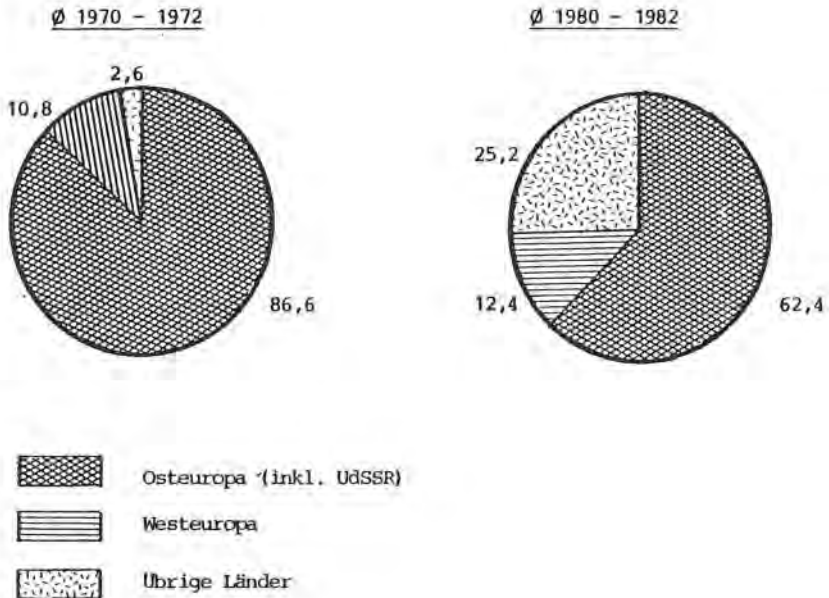 Ø 1970 - 1972
Ø 1980 - 1982
2,6
10,8
86,6
25,2
12,4
62,4
Osteuropa (inkl. UdSSR)
Westeuropa
Übrige Länder